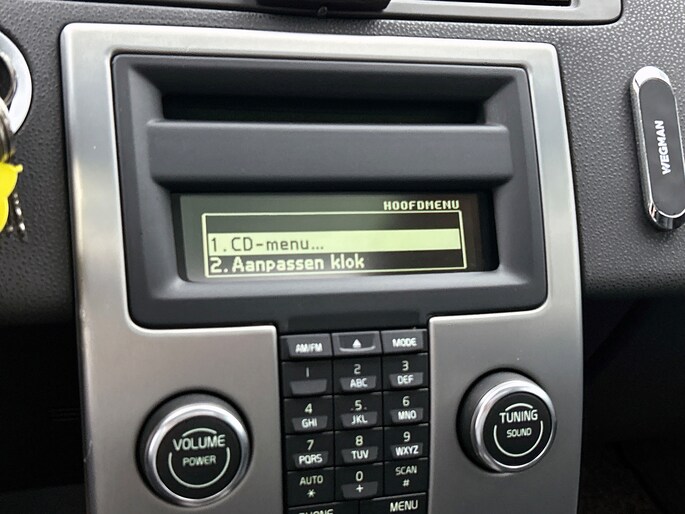 WEGMAN
HOOFDMENU
1. CD-menu...
2. Aanpassen klok
AM/FM
MODE
1
2 ABC
3 DEF
4 GHI
.5. JKL
6 MNO
7 PQRS
8 TUV
9 WXYZ
AUTO *
0 +
SCAN #
PHONE
MENU
VOLUME
POWER
TUNING
SOUND